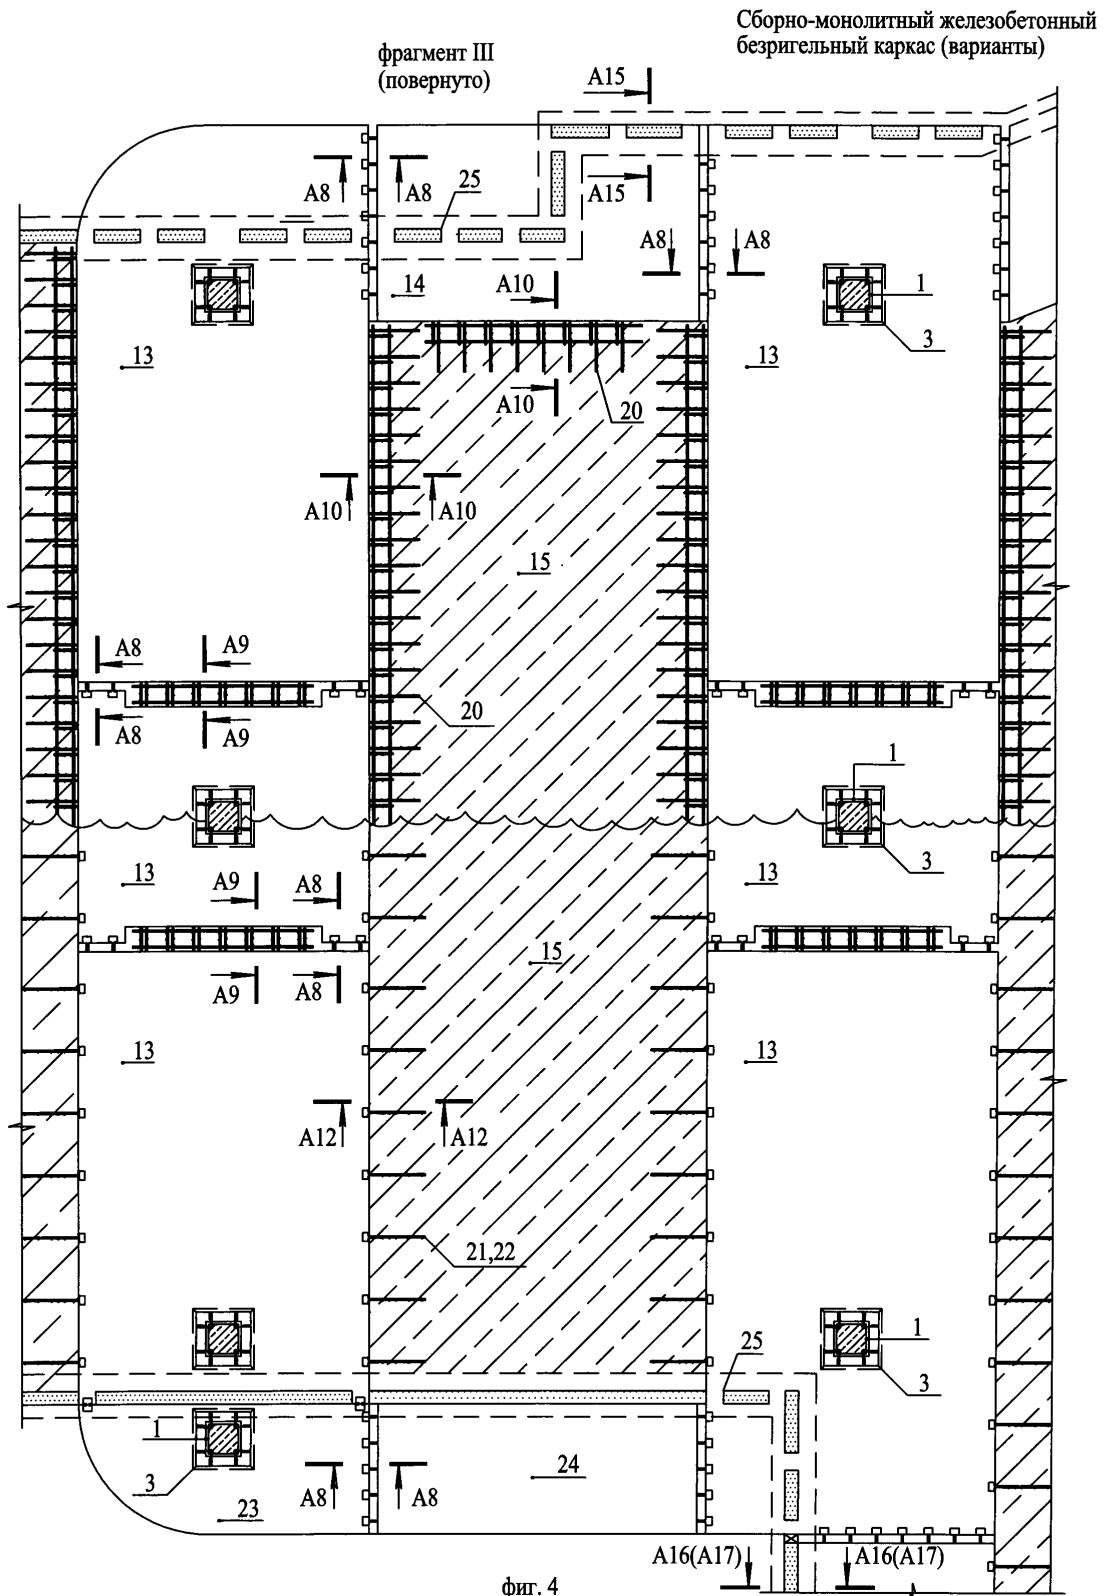 Сборно-монолитный железобетонный
безригельный каркас (варианты)
фрагмент III
(повернуто)
A15
A8
A8
25
A15
A8
A8
14
A10
1
3
13
13
A10
20
A10
A10
15
A8
A9
20
A8
A9
1
3
13
A9
A8
13
15
A9
A8
13
13
A12
A12
21,22
1
25
3
1
3
23
A8
A8
24
A16(A17)
A16(A17)
фиг. 4